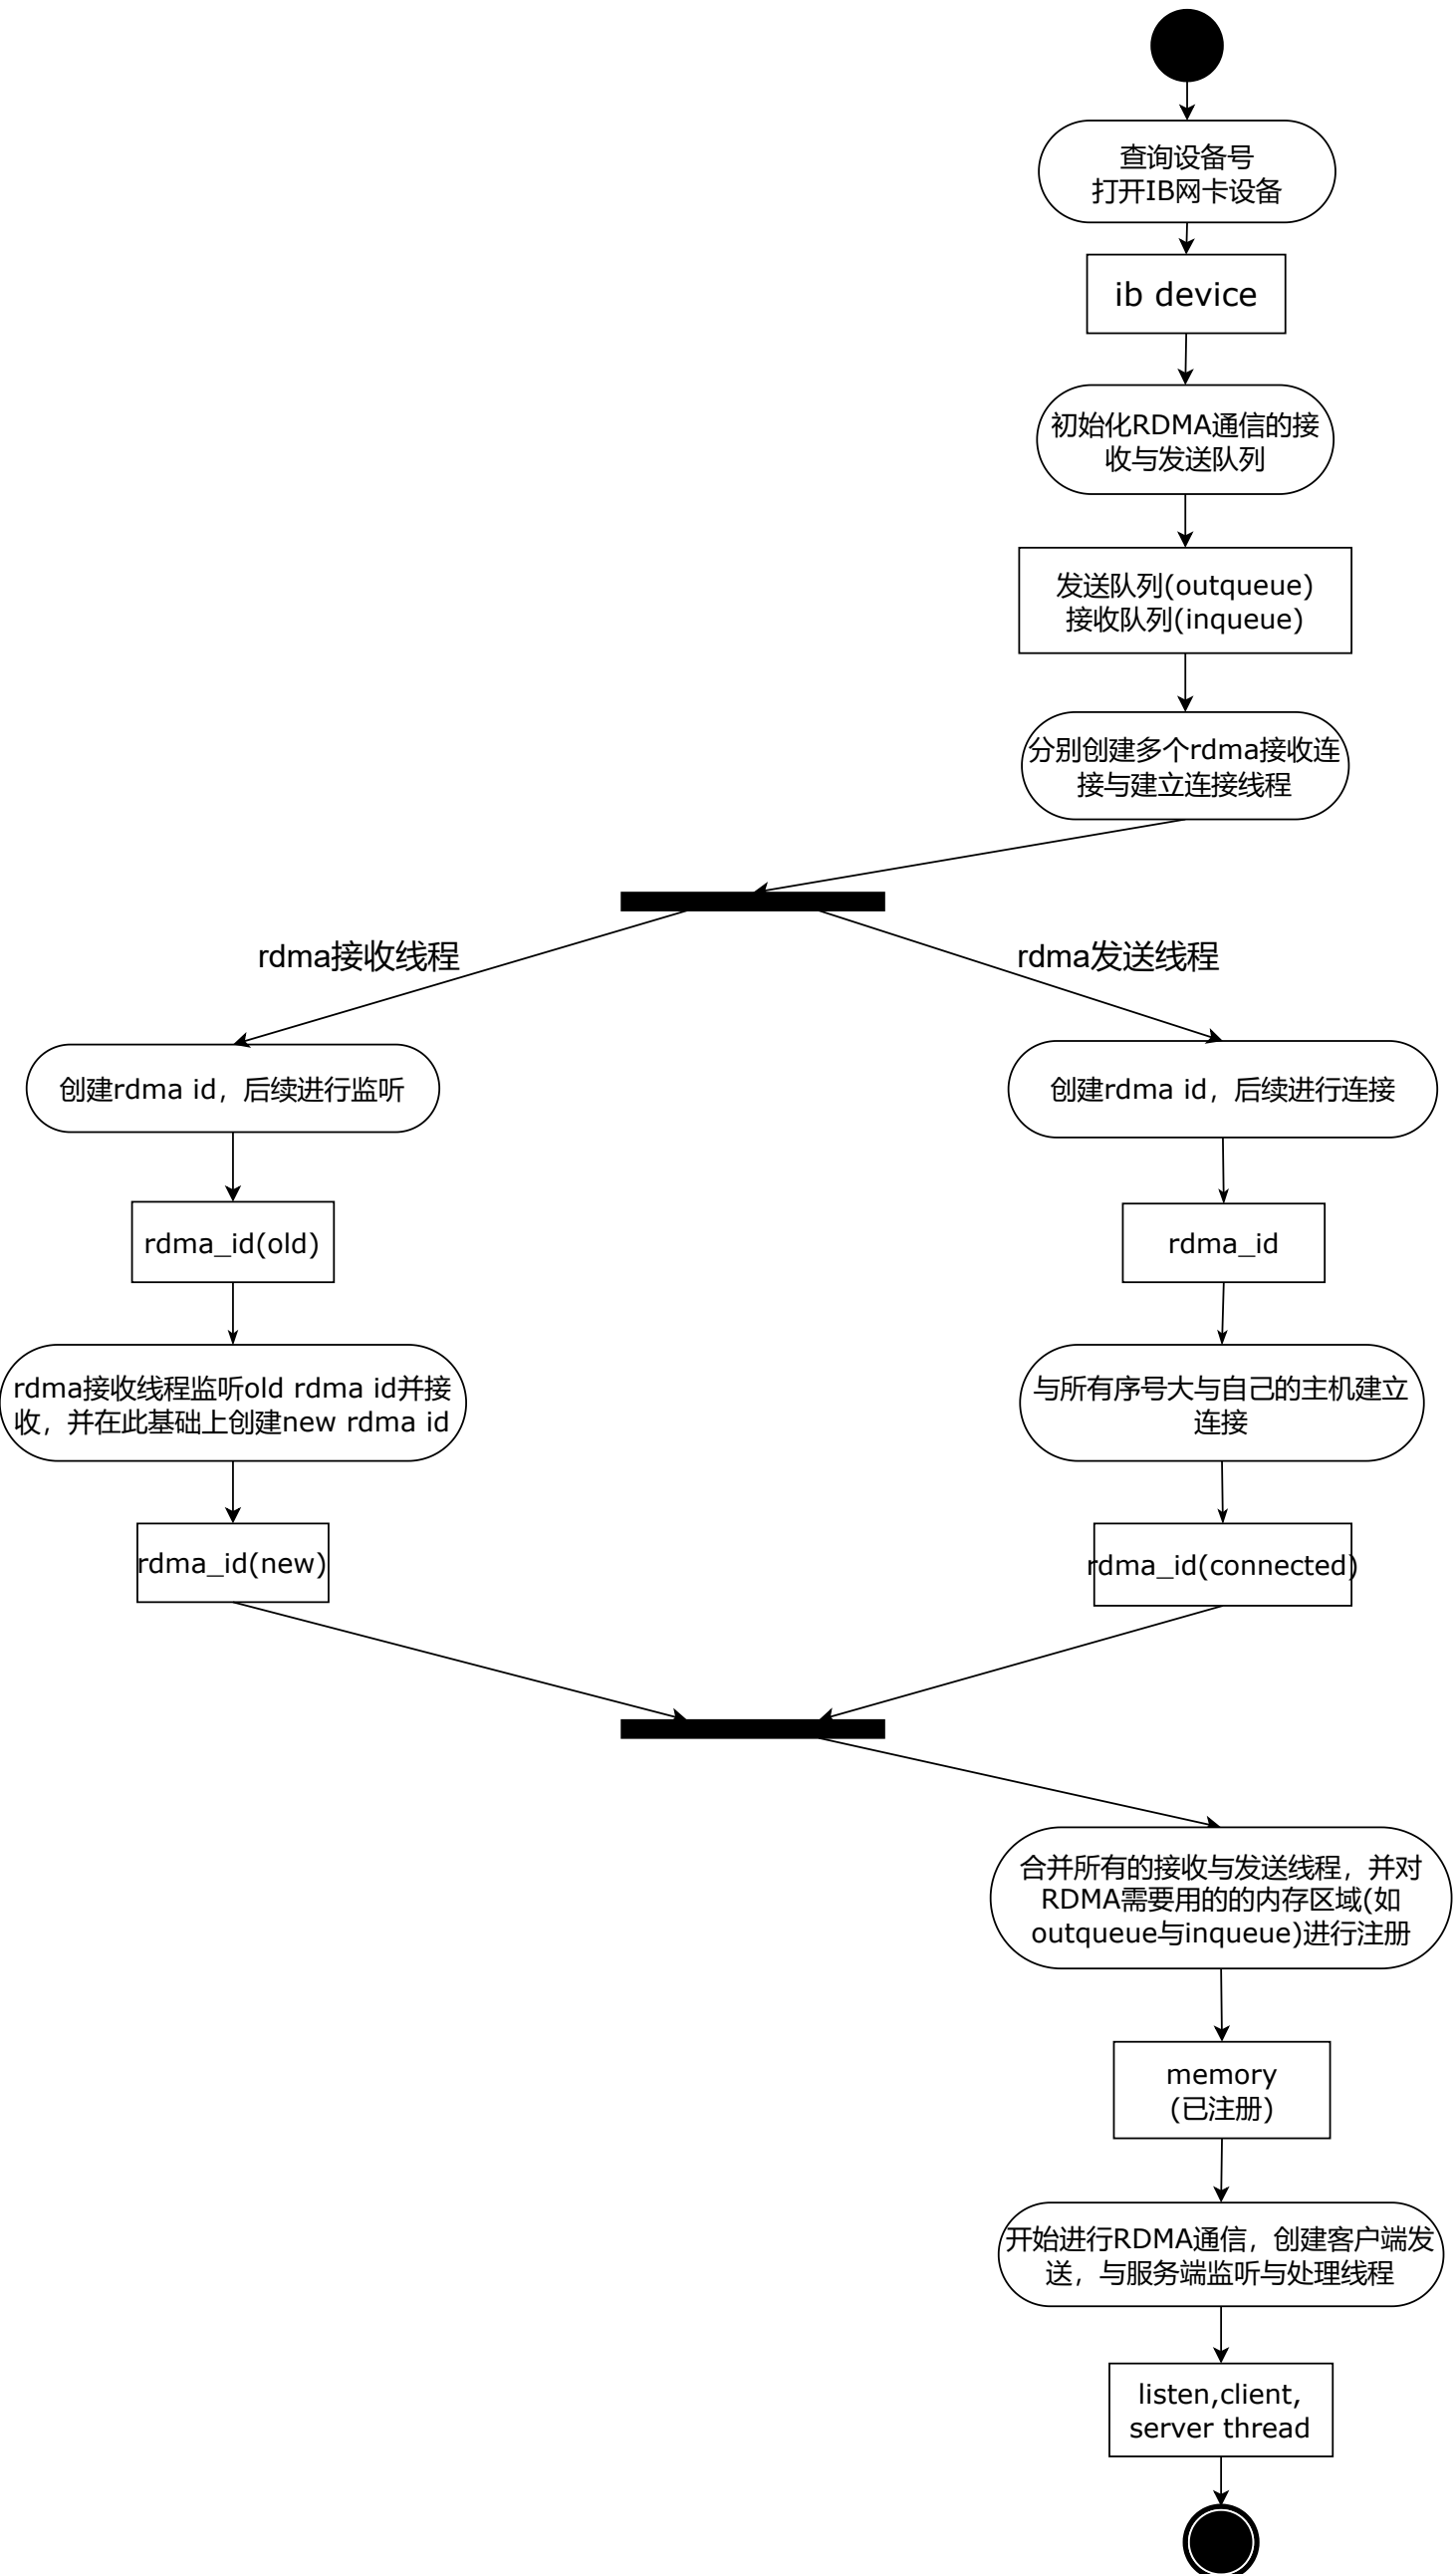 查询设备号
打开IB网卡设备
ib device
初始化RDMA通信的接
收与发送队列
发送队列(outqueue)
接收队列(inqueue)
分别创建多个rdma接收连
接与建立连接线程
rdma接收线程
rdma发送线程
创建rdma id，后续进行监听
创建rdma id，后续进行连接
rdma_id(old)
rdma_id
rdma接收线程监听old rdma id并接
收，并在此基础上创建new rdma id
与所有序号大与自己的主机建立
连接
rdma_id(new)
rdma_id(connected)
合并所有的接收与发送线程，并对
RDMA需要用的的内存区域(如
outqueue与inqueue)进行注册
memory
(已注册)
开始进行RDMA通信，创建客户端发
送，与服务端监听与处理线程
listen,client,
server thread